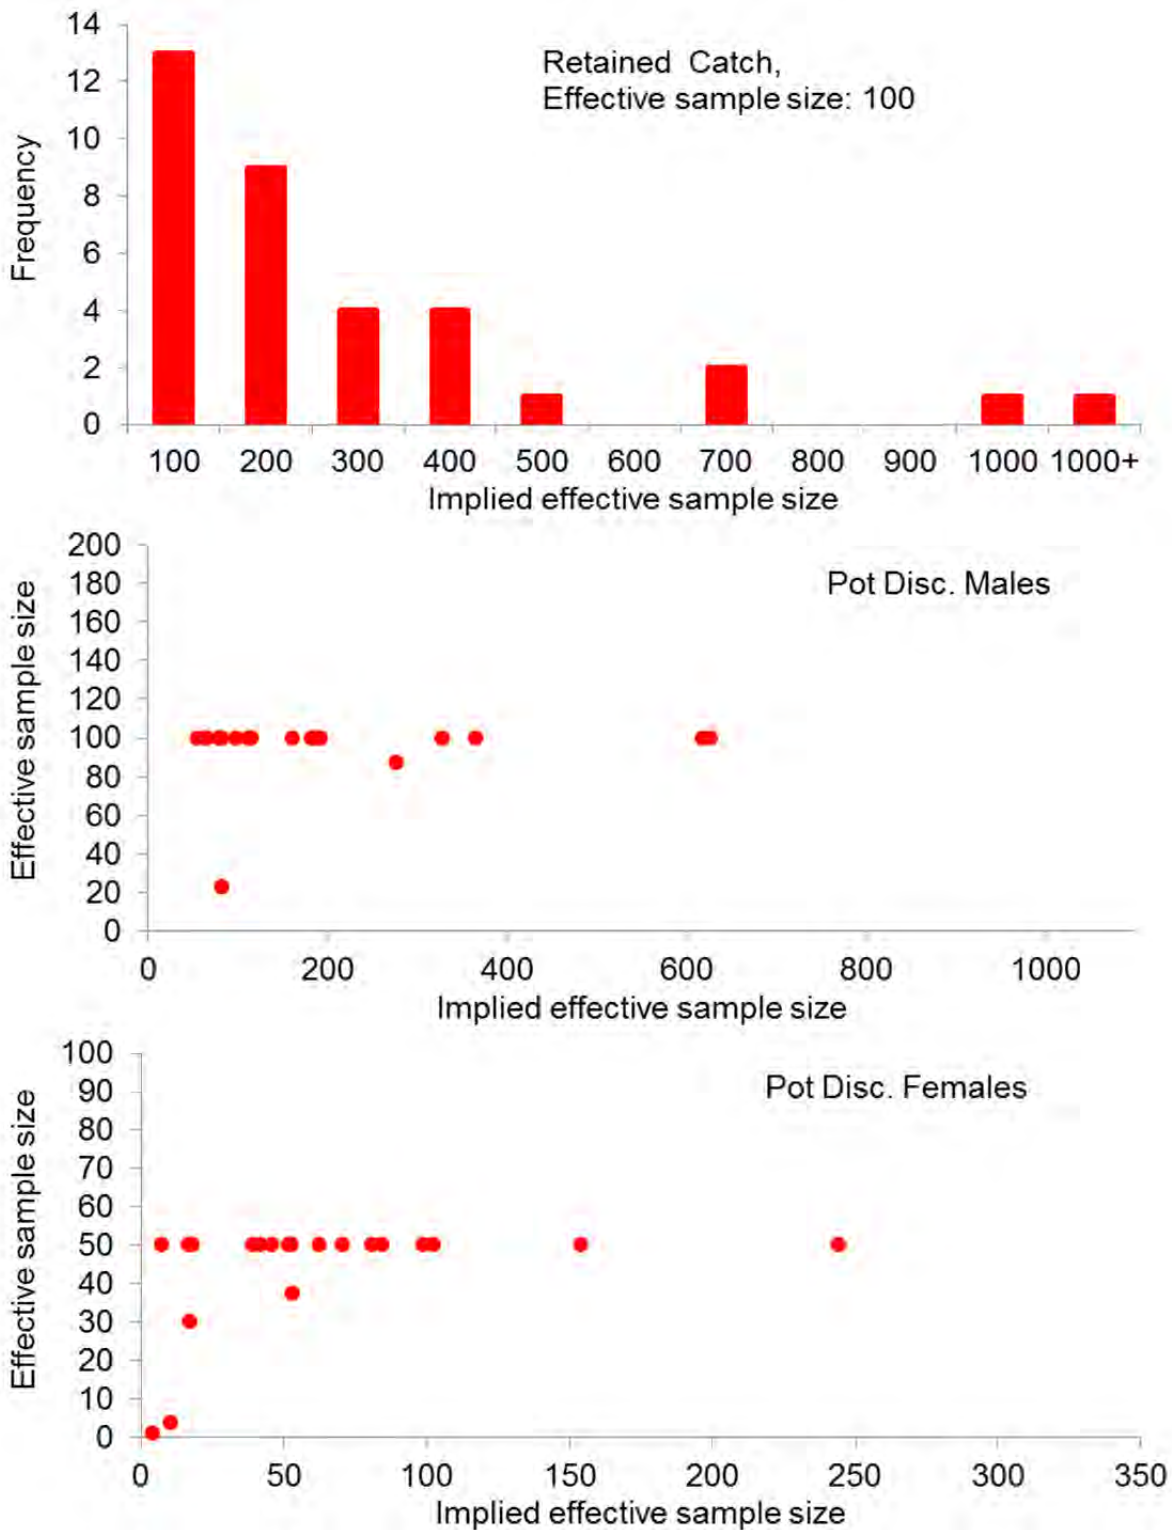 14
12
10
8
6
4
2
0
Frequency
Retained Catch,
Effective sample size: 100
100 200 300 400 500 600 700 800 900 1000 1000+
Implied effective sample size
200
180
160
140
120
100
80
60
40
20
0
Effective sample size
Pot Disc. Males
0 200 400 600 800 1000
Implied effective sample size
100
90
80
70
60
50
40
30
20
10
0
Effective sample size
Pot Disc. Females
0 50 100 150 200 250 300 350
Implied effective sample size